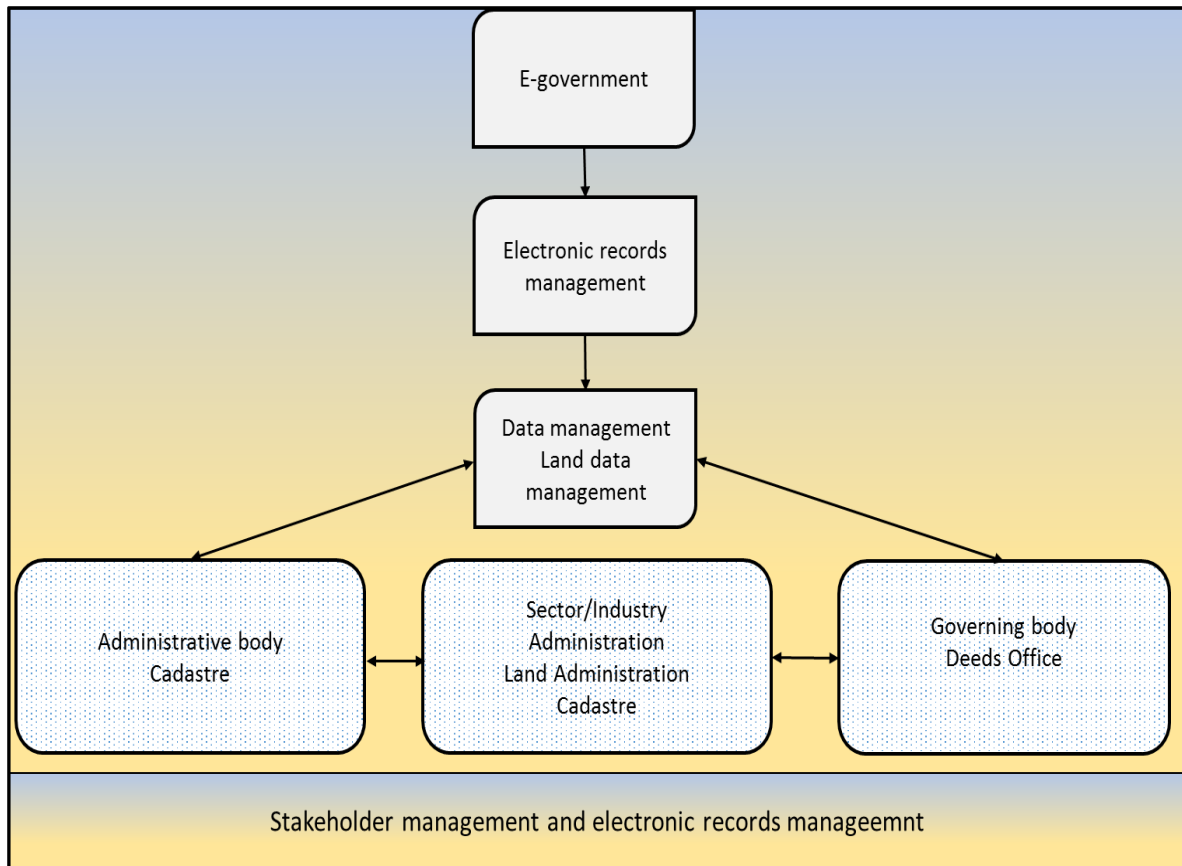 E-government
Electronic records
management
Data management
Land data
management
Administrative body
Cadastre
Sector/Industry
Administration
Land Administration
Cadastre
Governing body
Deeds Office
Stakeholder management and electronic records manageemnt